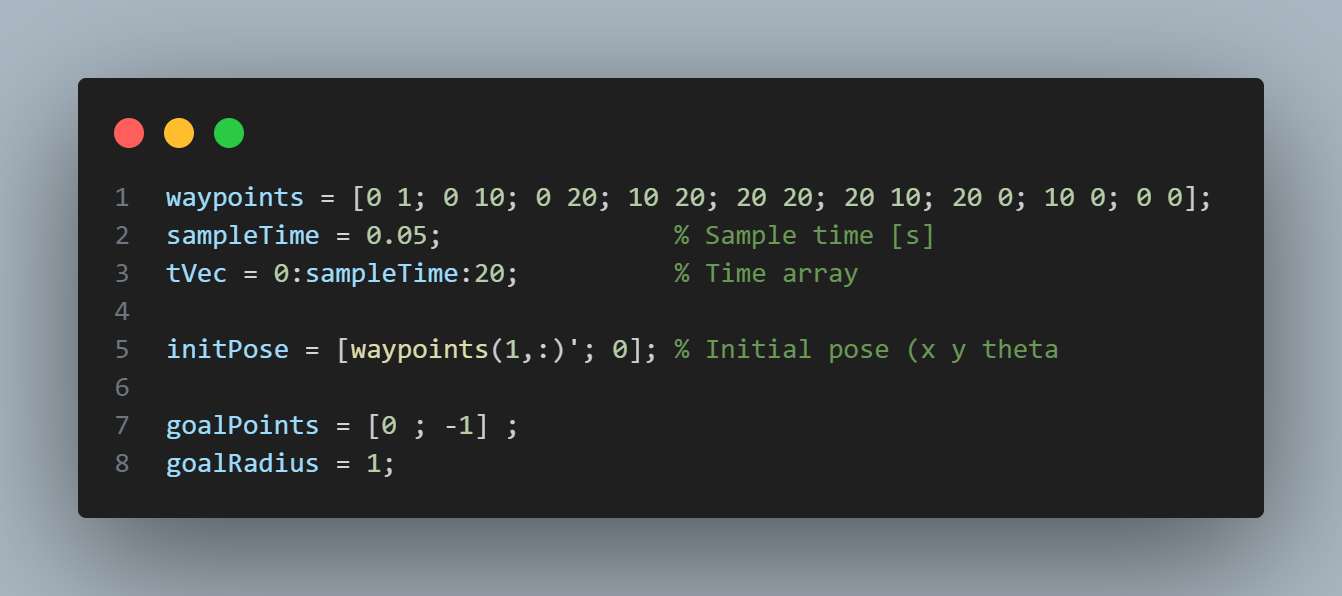 1 waypoints = [0 1; 0 10; 0 20; 10 20; 20 20; 20 10; 20 0; 10 0; 0 0];
2 sampleTime = 0.05; % Sample time [s]
3 tVec = 0:sampleTime:20; % Time array
4
5 initPose = [waypoints(1,:)'; 0]; % Initial pose (x y theta
6
7 goalPoints = [0 ; -1] ;
8 goalRadius = 1;